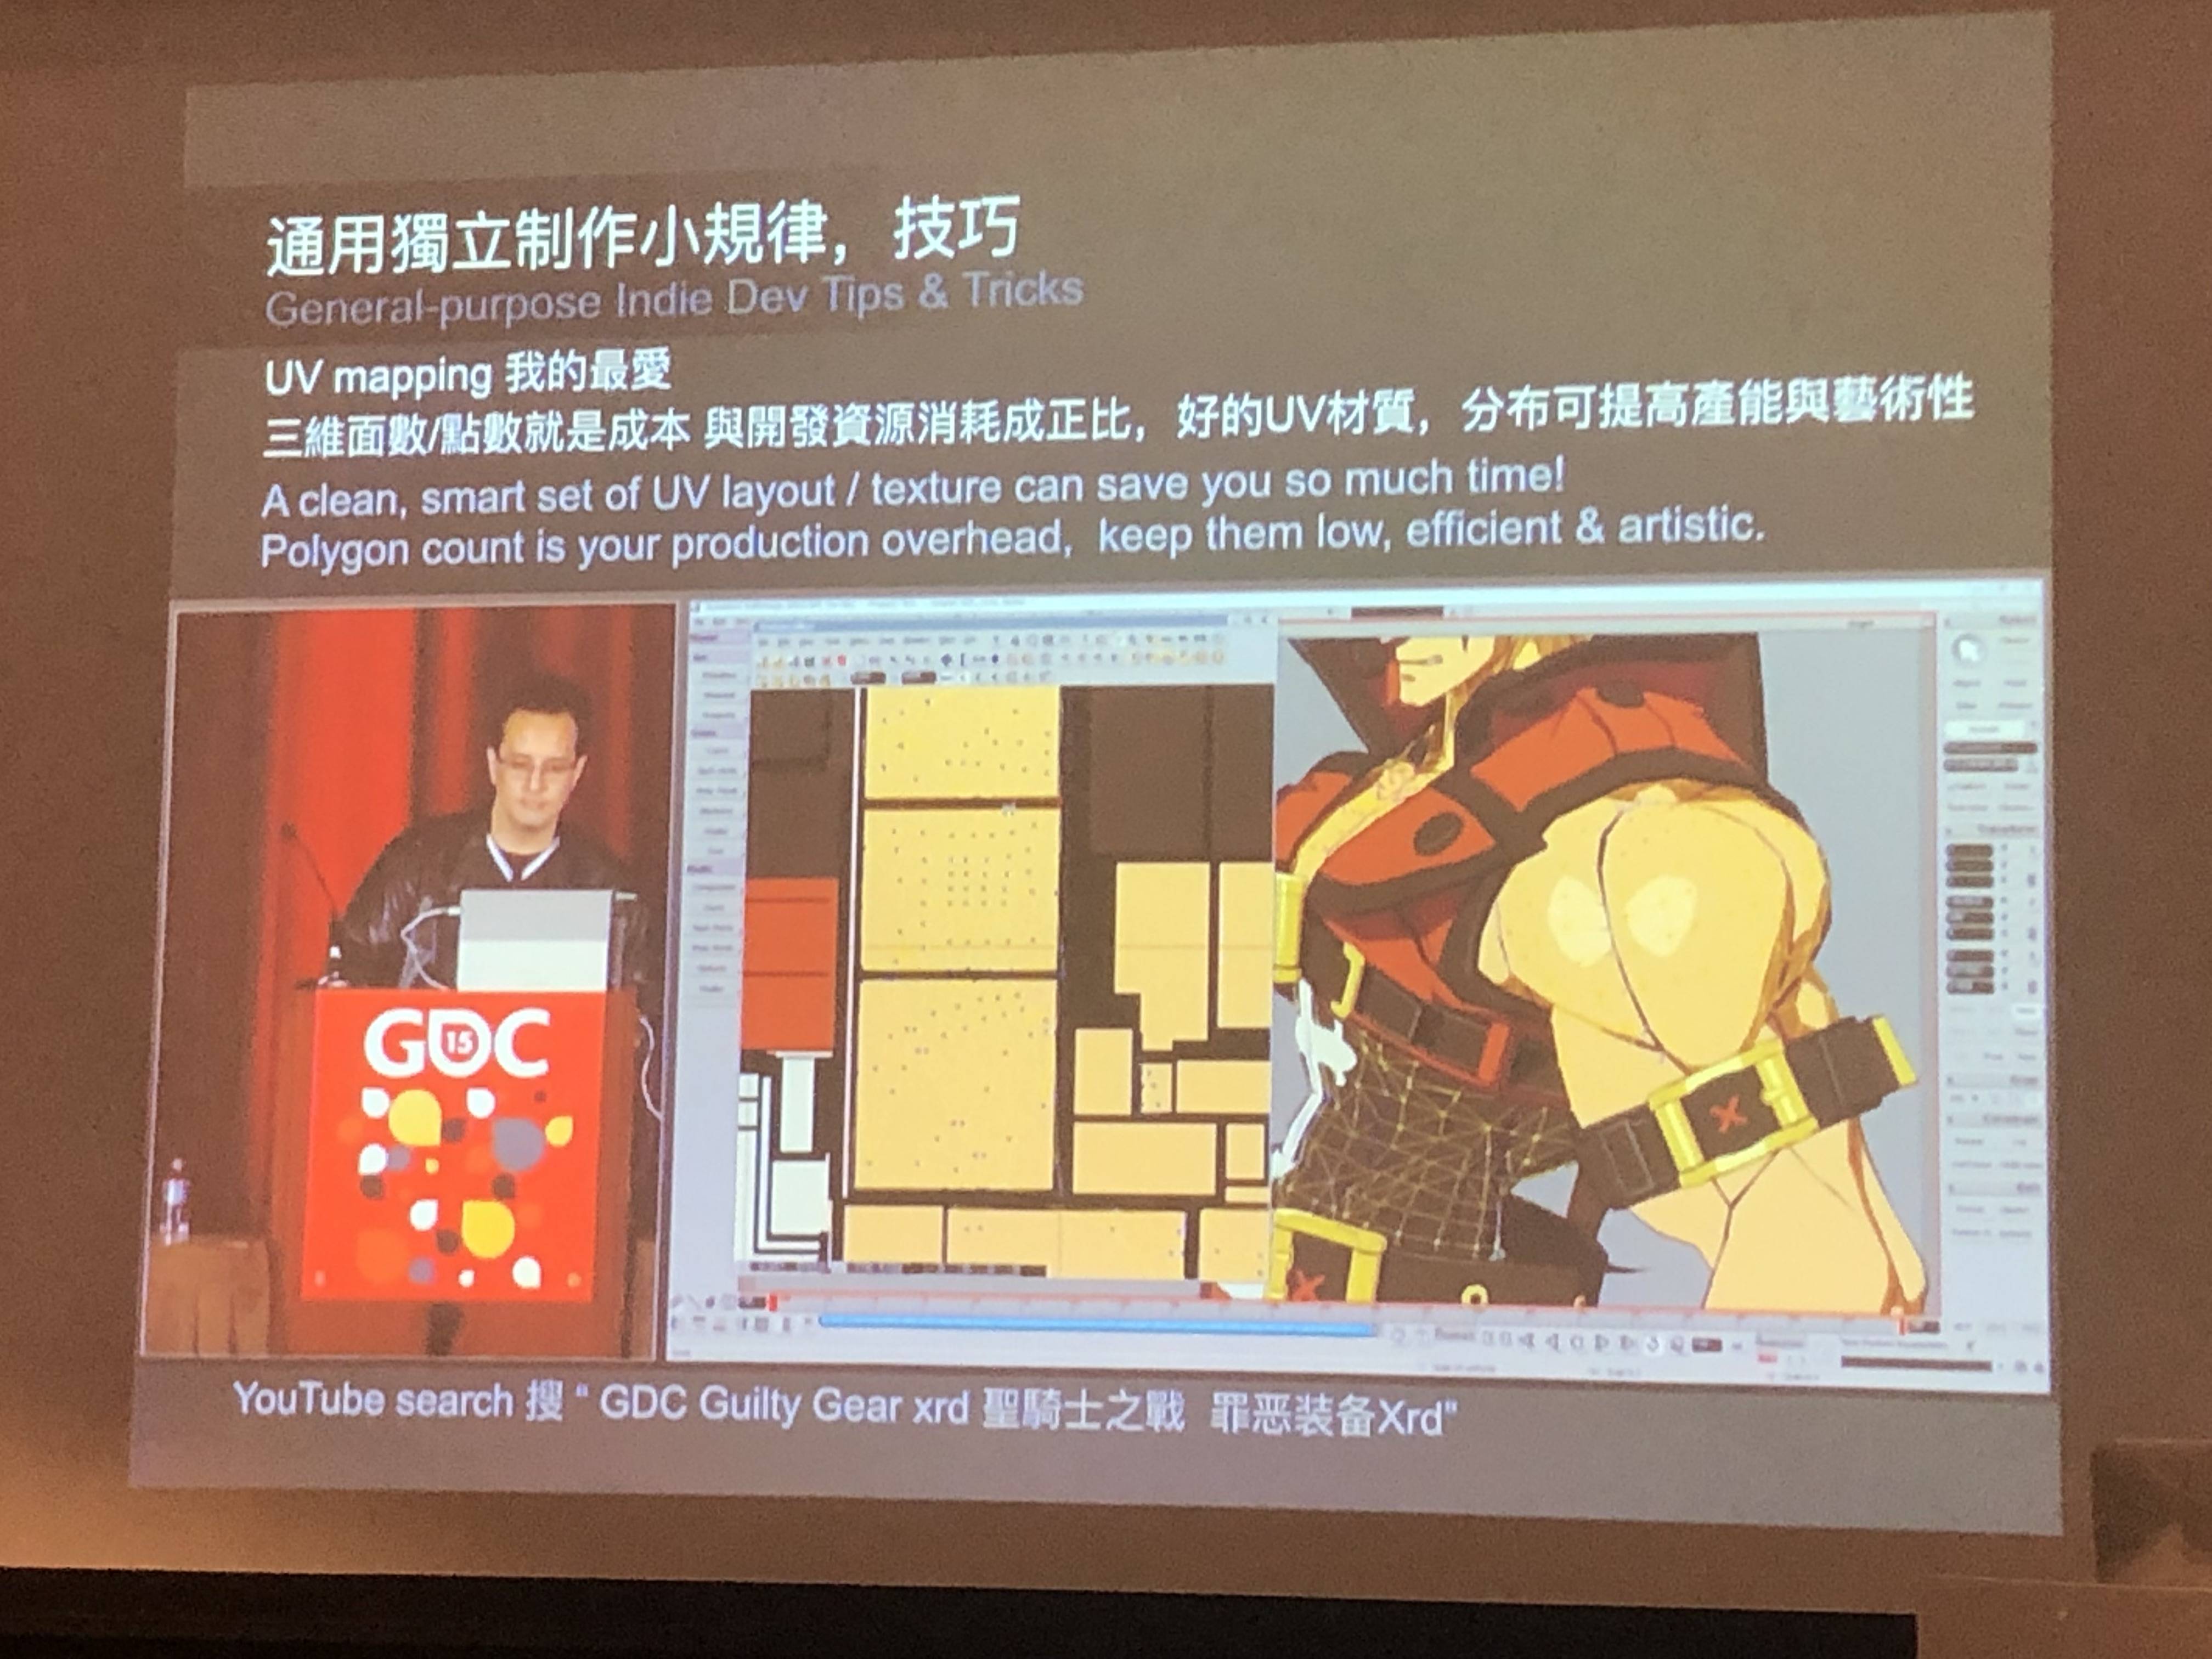 通用獨立制作小規律，技巧
General-purpose Indie Dev Tips & Tricks
UV mapping 我的最愛
三維面數/點數就是成本 與開發資源消耗成正比，好的UV材質，分布可提高產能與藝術性
A clean, smart set of UV layout / texture can save you so much time!
Polygon count is your production overhead, keep them low, efficient & artistic.
GDC
15
YouTube search 搜 “ GDC Guilty Gear xrd 聖騎士之戰 罪恶装备Xrd"